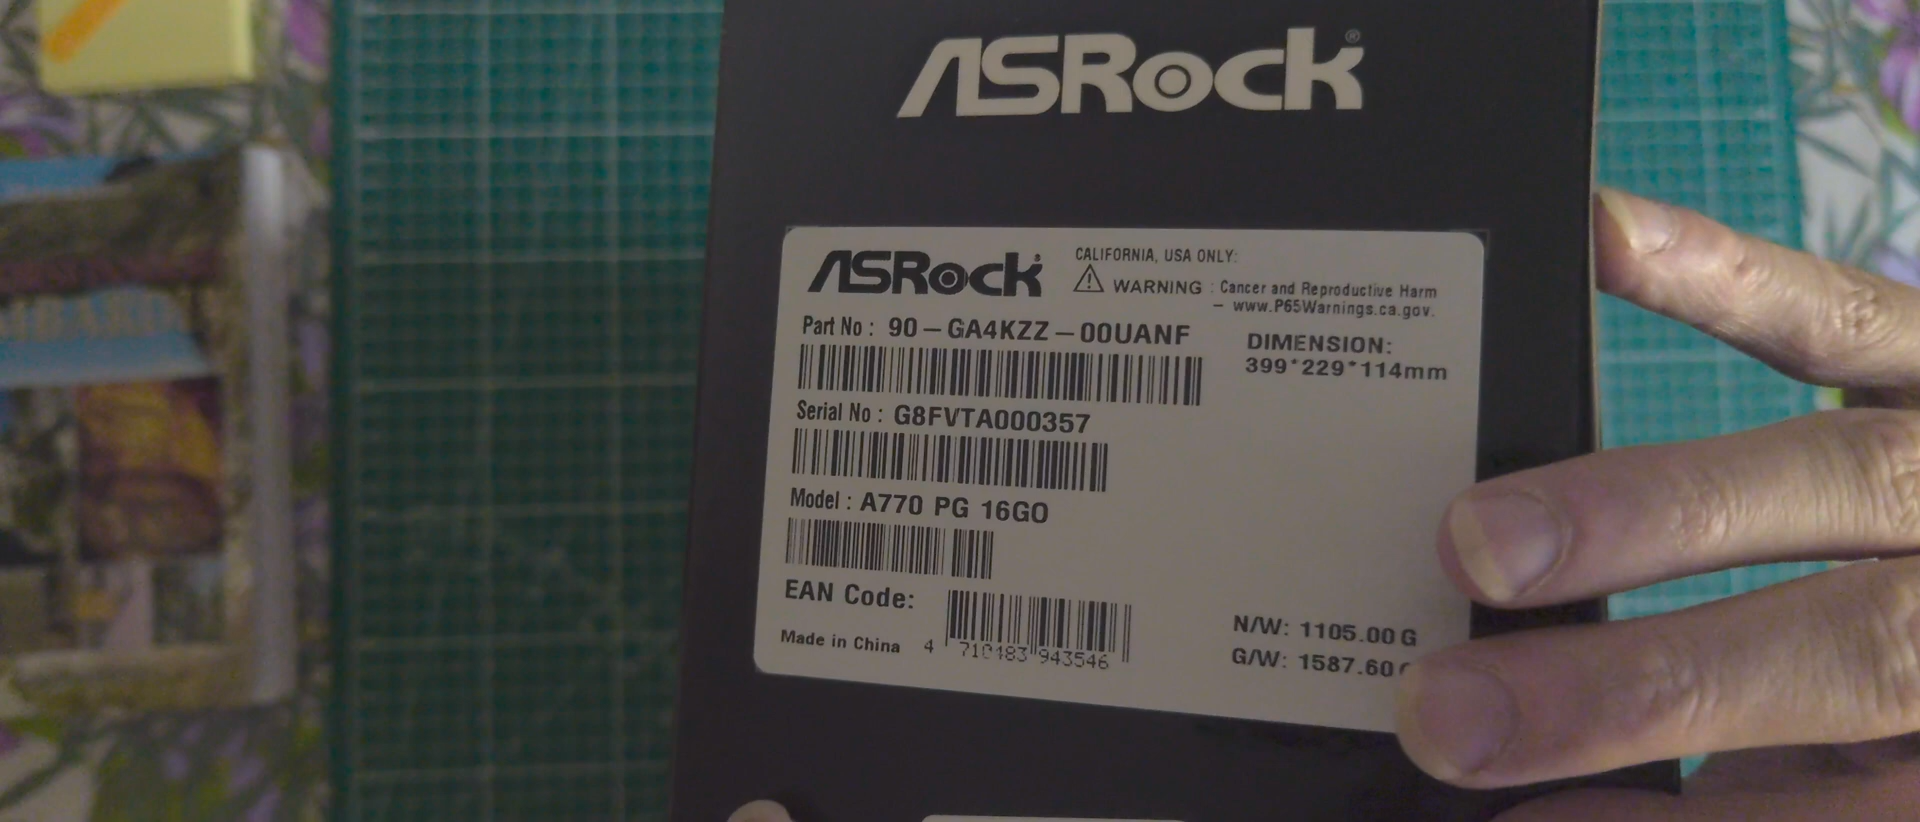 ASRock®
ASRock
CALIFORNIA, USA ONLY:
WARNING : Cancer and Reproductive Harm
– www.P65Warnings.ca.gov.
Part No : 90-GA4KZZ-00UANF
DIMENSION:
399*229*114mm
Serial No : G8FVTA000357
Model : A770 PG 16GO
EAN Code:
4 710483 943546
Made in China
N/W: 1105.00 G
G/W: 1587.60